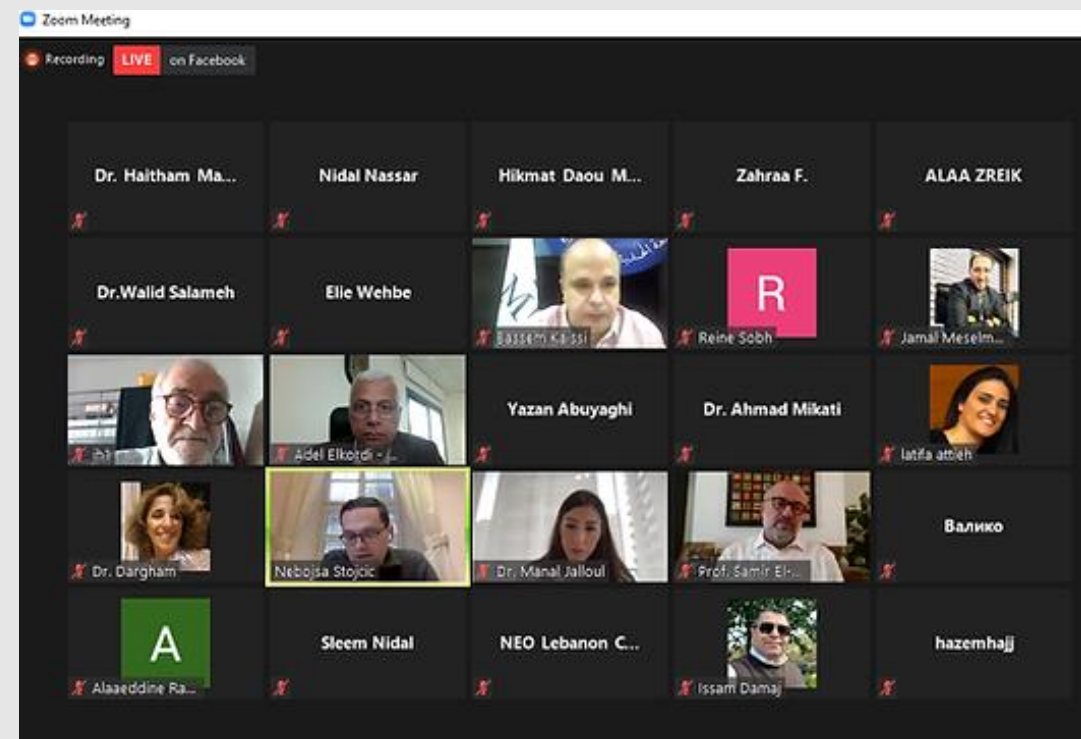 Zoom Meeting
Recording LIVE on Facebook
Dr. Haitham Ma...
Nidal Nassar
Hikmat Daou M...
Zahraa F.
ALAA ZREIK
Dr.Walid Salameh
Elie Wehbe
Bassem Kaissi
R
Reine Sobh
Jamal Meselm...
Adel Elkordi -
Yazan Abuyaghi
Dr. Ahmad Mikati
latifa attieh
Dr. Dargham
Nebojsa Stojcic
Dr. Manal Jalloul
Prof. Samir El-...
Валико
A
Alaaeddine Ra...
Sleem Nidal
NEO Lebanon C...
Issam Damaj
hazemhajj